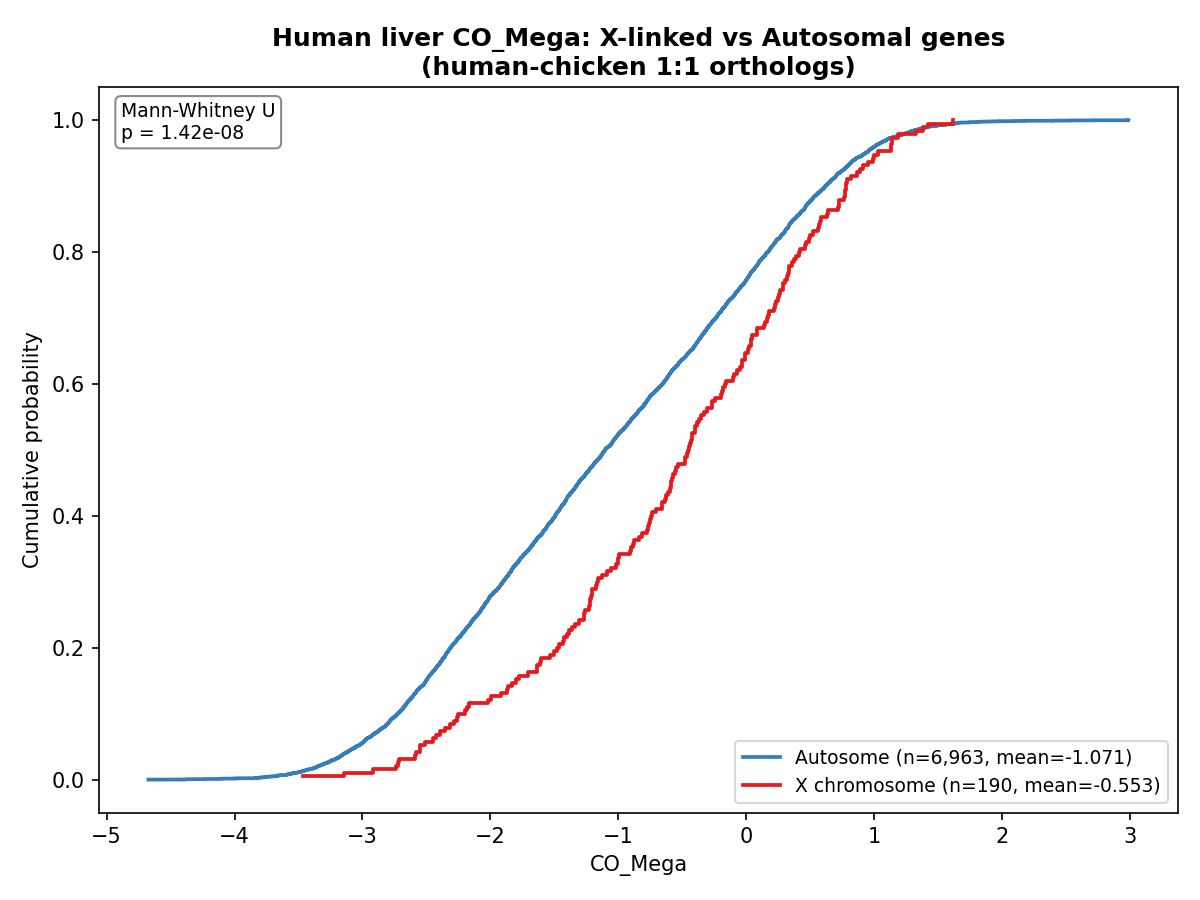 Human liver CO_Mega: X-linked vs Autosomal genes
(human-chicken 1:1 orthologs)
Mann-Whitney U
p = 1.42e-08
1.0
0.8
0.6
0.4
0.2
0.0
Cumulative probability
Autosome (n=6,963, mean=-1.071)
X chromosome (n=190, mean=-0.553)
−5 −4 −3 −2 −1 0 1 2 3
CO_Mega